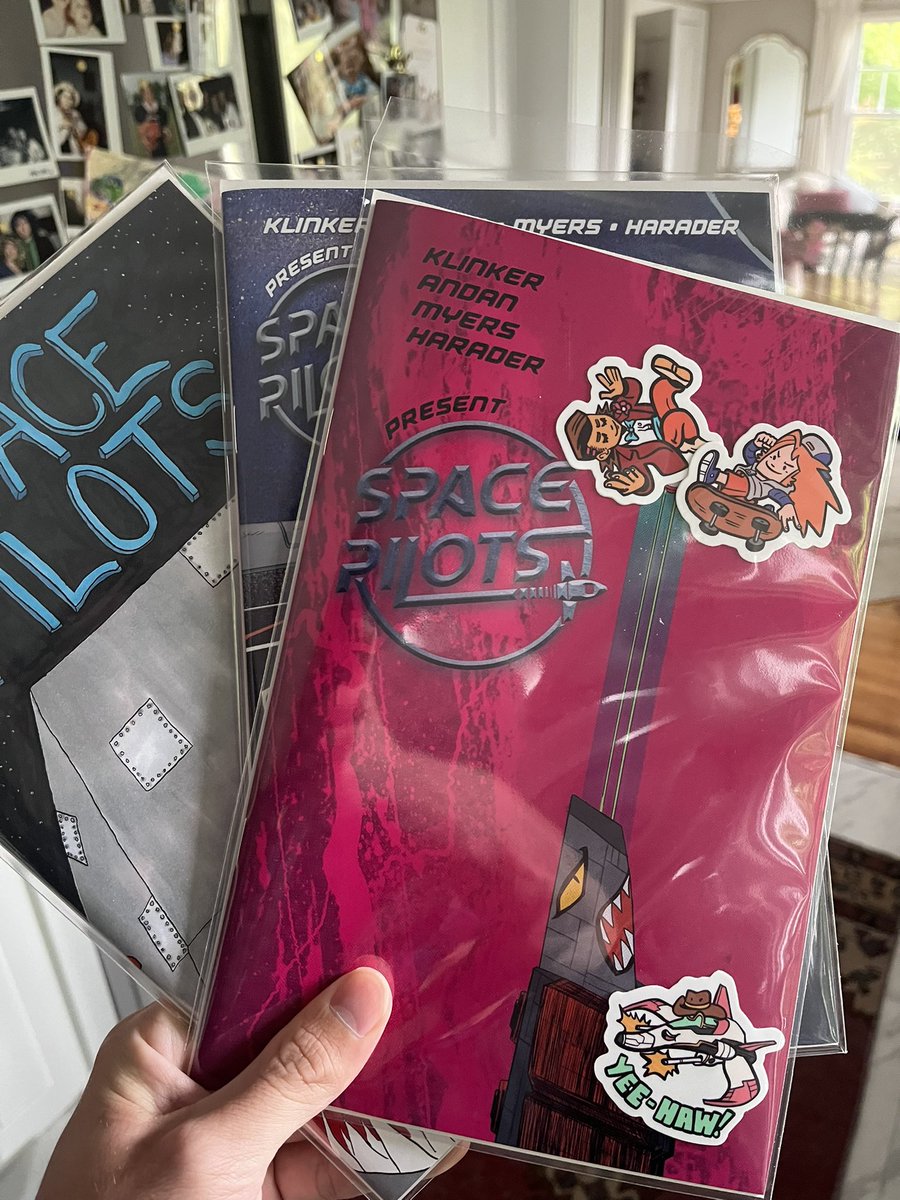 ACE
ILOTS
KLINKER MYERS • HARADER
PRESENT
SPA
PILOTS
KLINKER
ANDAN
MYERS
HARADER
PRESENT
SPACE
PILOTS
YEE-HAW!